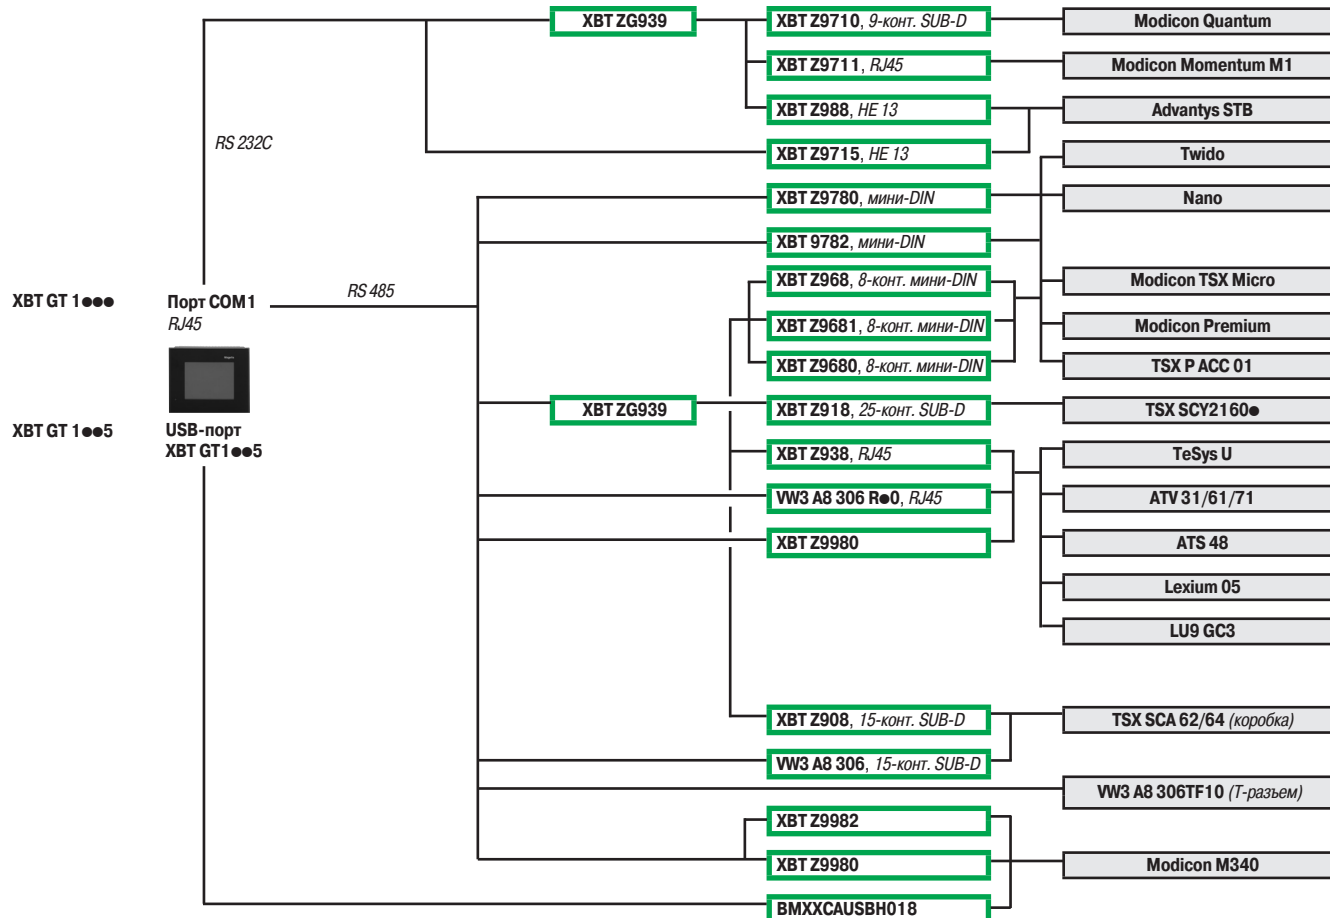 XBT ZG939
XBT Z9710, 9-конт. SUB-D
Modicon Quantum
XBT Z9711, RJ45
Modicon Momentum M1
XBT Z988, HE 13
Advantys STB
RS 232C
XBT Z9715, HE 13
Twido
XBT Z9780, мини-DIN
Nano
XBT 9782, мини-DIN
XBT Z968, 8-конт. мини-DIN
Modicon TSX Micro
XBT GT 1●●●
Порт COM1
RJ45
RS 485
XBT Z9681, 8-конт. мини-DIN
Modicon Premium
XBT Z9680, 8-конт. мини-DIN
TSX P ACC 01
XBT ZG939
XBT Z918, 25-конт. SUB-D
TSX SCY2160●
XBT GT 1●●5
USB-порт
XBT GT1●●5
XBT Z938, RJ45
TeSys U
VW3 A8 306 R●0, RJ45
ATV 31/61/71
XBT Z9980
ATS 48
Lexium 05
LU9 GC3
XBT Z908, 15-конт. SUB-D
TSX SCA 62/64 (коробка)
VW3 A8 306, 15-конт. SUB-D
VW3 A8 306TF10 (Т-разъем)
XBT Z9982
XBT Z9980
Modicon M340
BMXXCAUSBH018